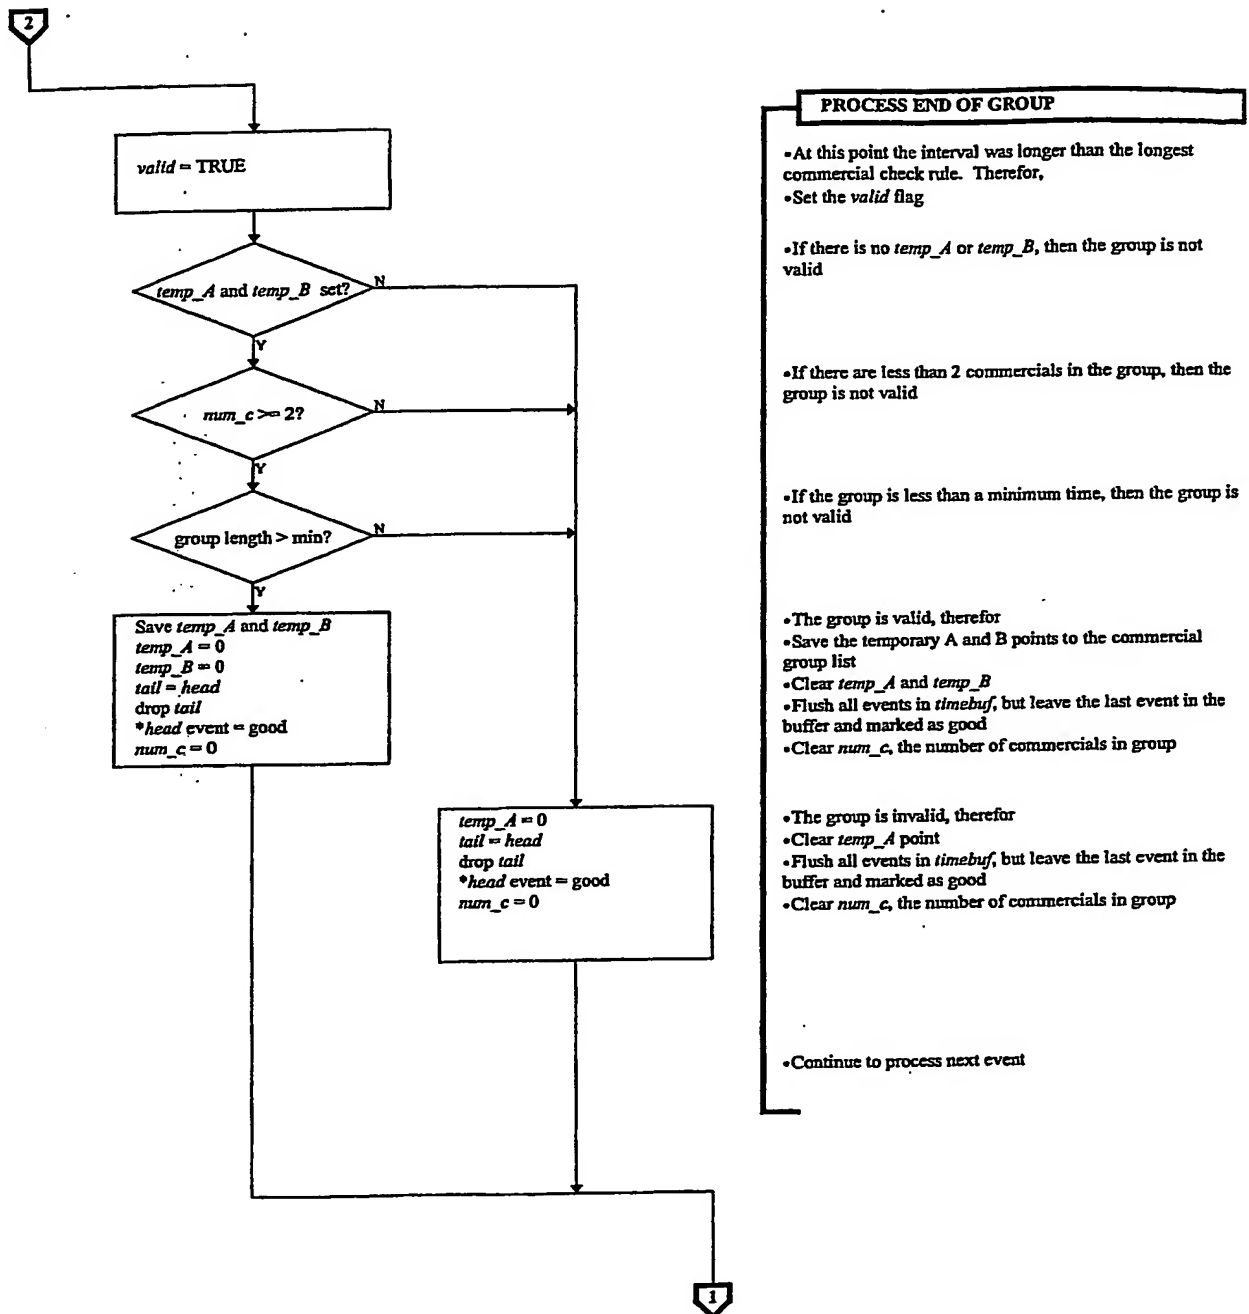 2
valid = TRUE
temp_A and temp_B set?
N
Y
num_c >= 2?
N
Y
group length > min?
N
Y
Save temp_A and temp_B
temp_A = 0
temp_B = 0
tail = head
drop tail
*head event = good
num_c = 0
temp_A = 0
tail = head
drop tail
*head event = good
num_c = 0
1
PROCESS END OF GROUP
•At this point the interval was longer than the longest
commercial check rule. Therefor,
•Set the valid flag
•If there is no temp_A or temp_B, then the group is not
valid
•If there are less than 2 commercials in the group, then the
group is not valid
•If the group is less than a minimum time, then the group is
not valid
•The group is valid, therefor
•Save the temporary A and B points to the commercial
group list
•Clear temp_A and temp_B
•Flush all events in timebuf, but leave the last event in the
buffer and marked as good
•Clear num_c, the number of commercials in group
•The group is invalid, therefor
•Clear temp_A point
•Flush all events in timebuf, but leave the last event in the
buffer and marked as good
•Clear num_c, the number of commercials in group
•Continue to process next event